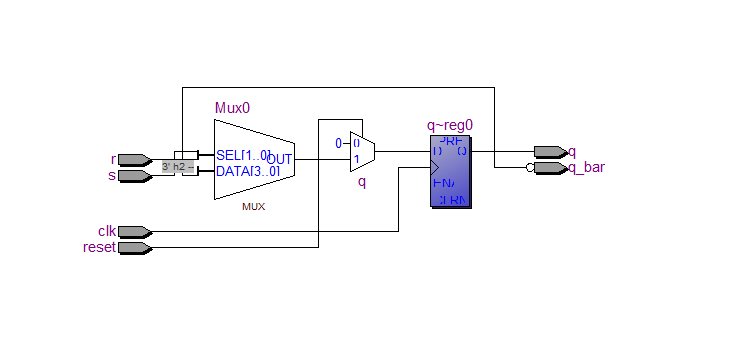 Mux0
r
s
3' h2 --
SEL[1..0]
OUT
DATA[3..0]
MUX
0
0
1
q
q~reg0
PRE
D
Q
ENA
CLRN
q
q_bar
clk
reset